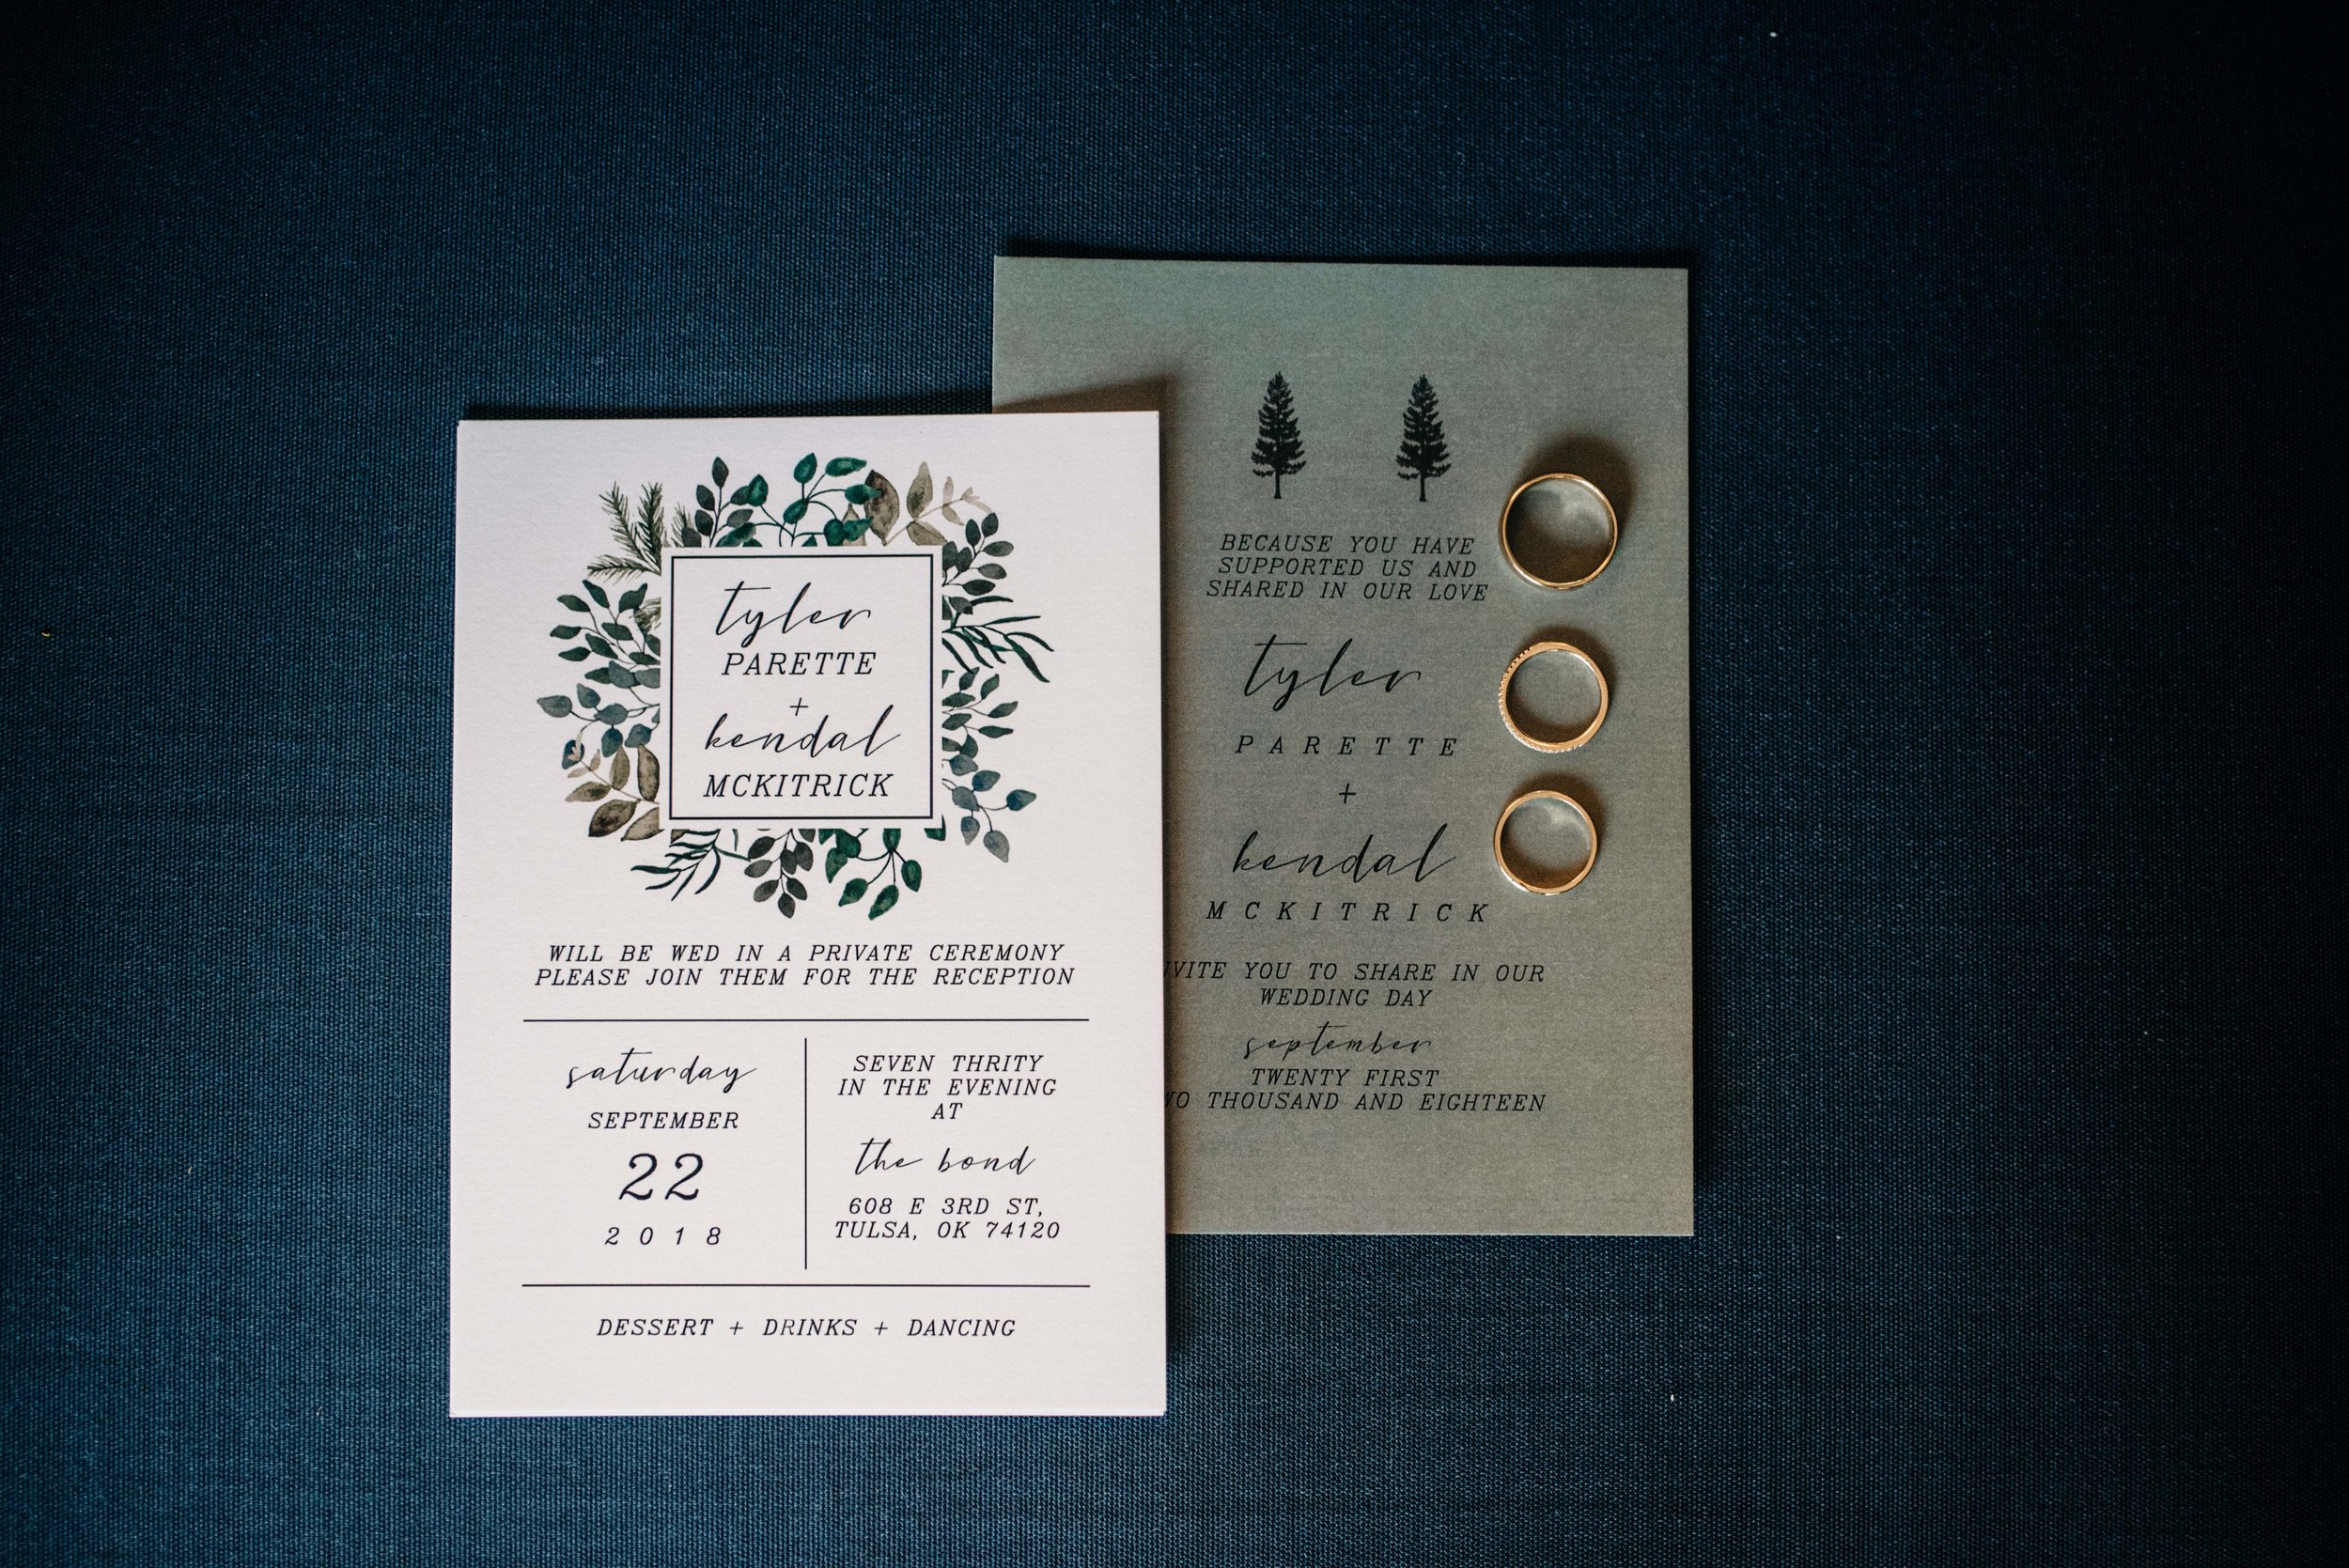 tyler
PARETTE
+
kendal
MCKITRICK
WILL BE WED IN A PRIVATE CEREMONY
PLEASE JOIN THEM FOR THE RECEPTION
saturday
SEPTEMBER
22
2018
SEVEN THRITY
IN THE EVENING
AT
the bond
608 E 3RD ST,
TULSA, OK 74120
DESSERT + DRINKS + DANCING
BECAUSE YOU HAVE
SUPPORTED US AND
SHARED IN OUR LOVE
tyler
PARETTE
+
kendal
MCKITRICK
YOU TO SHARE IN OUR
WEDDING DAY
september
TWENTY FIRST
THOUSAND AND EIGHTEEN